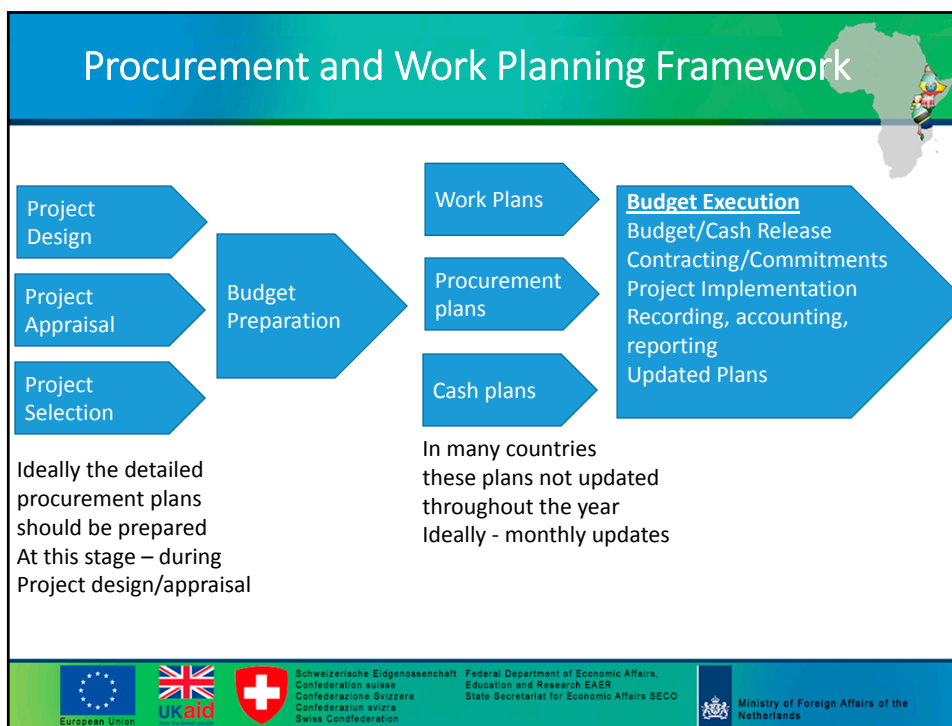 Procurement and Work Planning Framework
Project
Design
Project
Appraisal
Project
Selection
Ideally the detailed
procurement plans
should be prepared
At this stage – during
Project design/appraisal
Budget
Preparation
Work Plans
Procurement
plans
Cash plans
In many countries
these plans not updated
throughout the year
Ideally - monthly updates
Budget Execution
Budget/Cash Release
Contracting/Commitments
Project Implementation
Recording, accounting,
reporting
Updated Plans
European Union
UKaid
from the British people
Schweizerische Eidgenossenschaft
Confederation suisse
Confederazione Svizzera
Confederaziun svizra
Swiss Condfederation
Federal Department of Economic Affairs,
Education and Research EAER
State Secretariat for Economic Affairs SECO
Ministry of Foreign Affairs of the
Netherlands